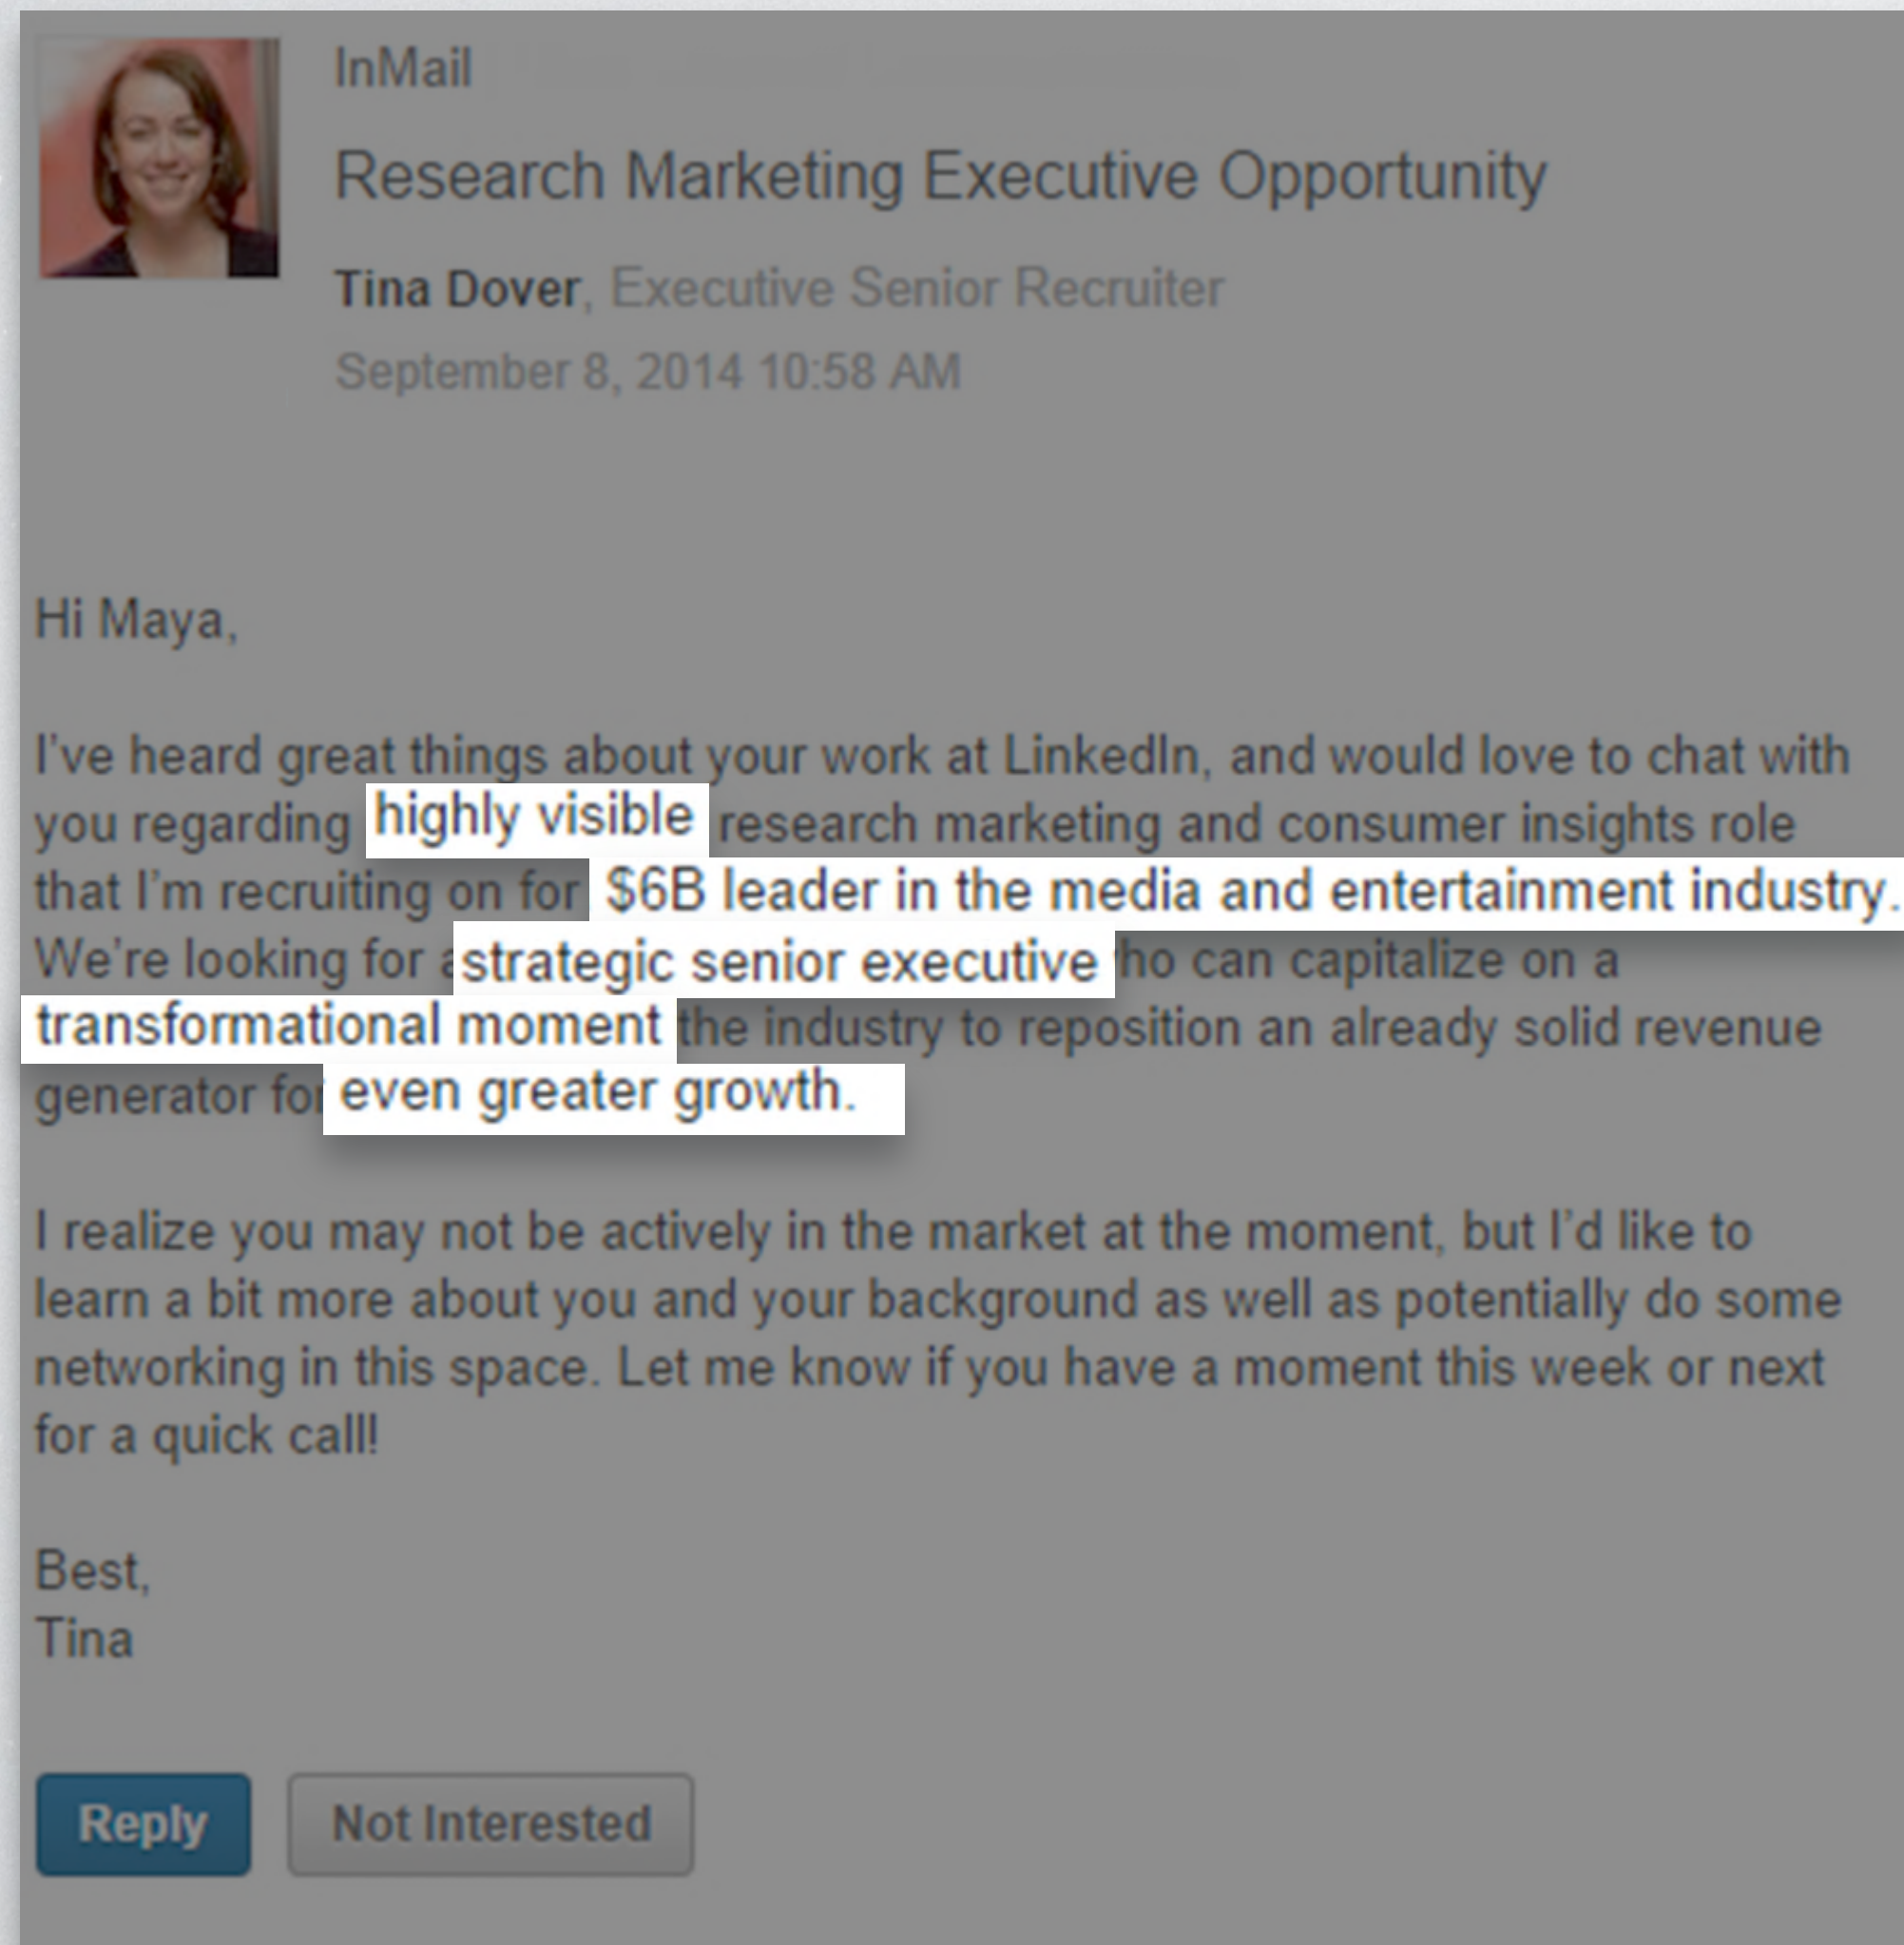 InMail
Research Marketing Executive Opportunity
Tina Dover, Executive Senior Recruiter
September 8, 2014 10:58 AM
Hi Maya,
I've heard great things about your work at LinkedIn, and would love to chat with
you regarding highly visible research marketing and consumer insights role
that I'm recruiting on for $6B leader in the media and entertainment industry.
We're looking for a strategic senior executive who can capitalize on a
transformational moment the industry to reposition an already solid revenue
generator for even greater growth.
I realize you may not be actively in the market at the moment, but I'd like to
learn a bit more about you and your background as well as potentially do some
networking in this space. Let me know if you have a moment this week or next
for a quick call!
Best,
Tina
Reply Not Interested